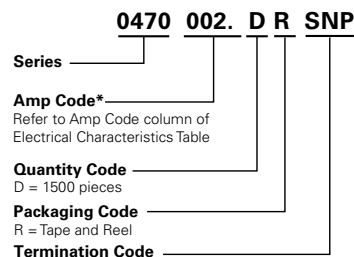 0470 002. D R SNP
Series
Amp Code*
Refer to Amp Code column of
Electrical Characteristics Table
Quantity Code
D = 1500 pieces
Packaging Code
R = Tape and Reel
Termination Code